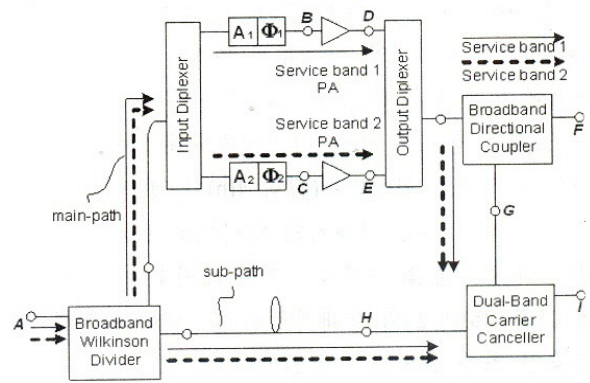 B
D
A1 Φ1
Service band 1
PA
Service band 1
Service band 2
Input Diplexer
Output Diplexer
Broadband
Directional
Coupler
F
Service band 2
PA
A2 Φ2
C
E
main-path
G
sub-path
A
Broadband
Wilkinson
Divider
H
Dual-Band
Carrier
Canceller
I